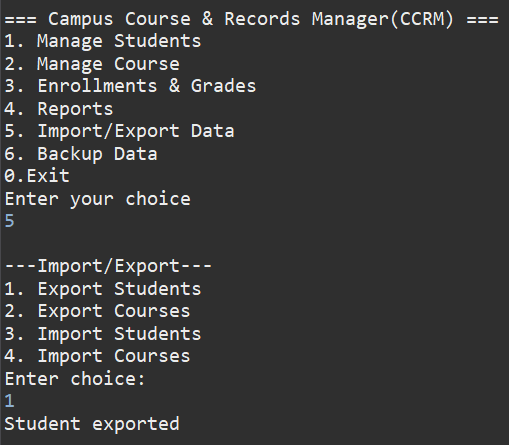 === Campus Course & Records Manager(CCRM) ===
1. Manage Students
2. Manage Course
3. Enrollments & Grades
4. Reports
5. Import/Export Data
6. Backup Data
0.Exit
Enter your choice
5

---Import/Export---
1. Export Students
2. Export Courses
3. Import Students
4. Import Courses
Enter choice:
1
Student exported